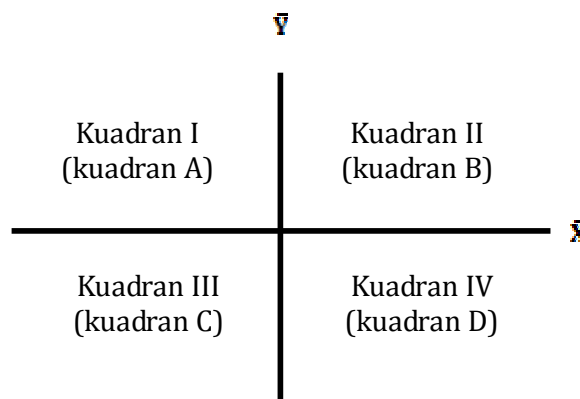 Ȳ
Kuadran I
(kuadran A)
Kuadran II
(kuadran B)
X̄
Kuadran III
(kuadran C)
Kuadran IV
(kuadran D)